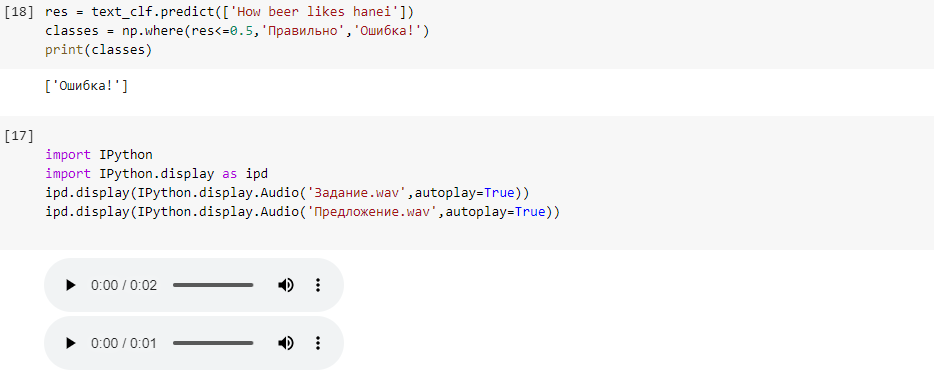 [18] res = text_clf.predict(['How beer likes hanei'])
classes = np.where(res<=0.5,'Правильно','Ошибка!')
print(classes)
['Ошибка!']
[17]
import IPython
import IPython.display as ipd
ipd.display(IPython.display.Audio('Задание.wav',autoplay=True))
ipd.display(IPython.display.Audio('Предложение.wav',autoplay=True))
0:00 / 0:02
0:00 / 0:01